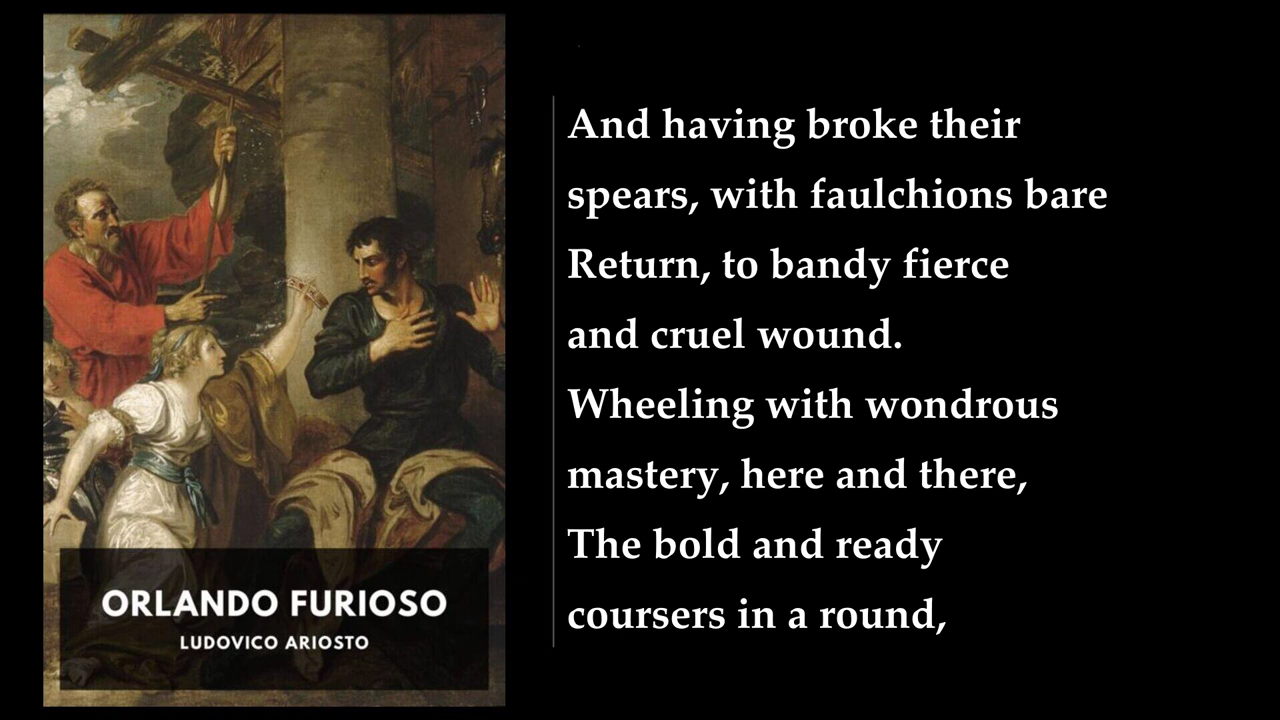 ORLANDO FURIOSO
LUDOVICO ARIOSTO
And having broke their
spears, with faulchions bare
Return, to bandy fierce
and cruel wound.
Wheeling with wondrous
mastery, here and there,
The bold and ready
coursers in a round,